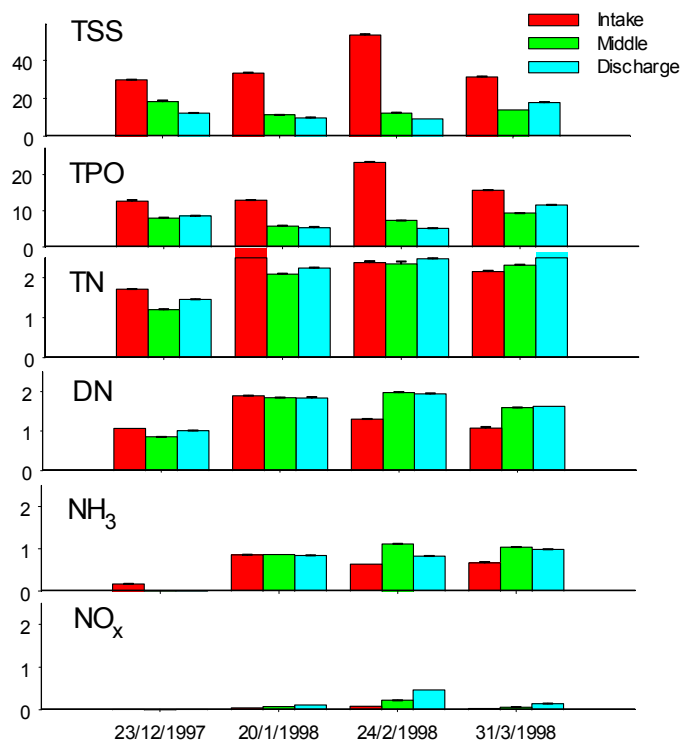 TSS
Intake
Middle
Discharge
40
20
0
TPO
20
10
0
TN
2
1
0
DN
2
1
0
NH3
2
1
0
NOx
2
1
0
23/12/1997 20/1/1998 24/2/1998 31/3/1998